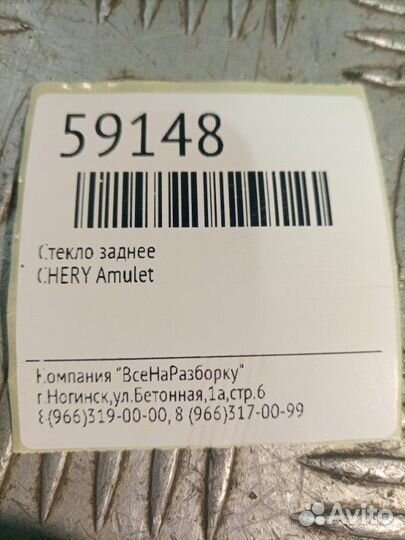 59148
Стекло заднее
CHERY Amulet
Компания "ВсеНаРазборку"
г.Ногинск,ул.Бетонная,1а,стр.6
8(966)319-00-00, 8 (966)317-00-99
Avito